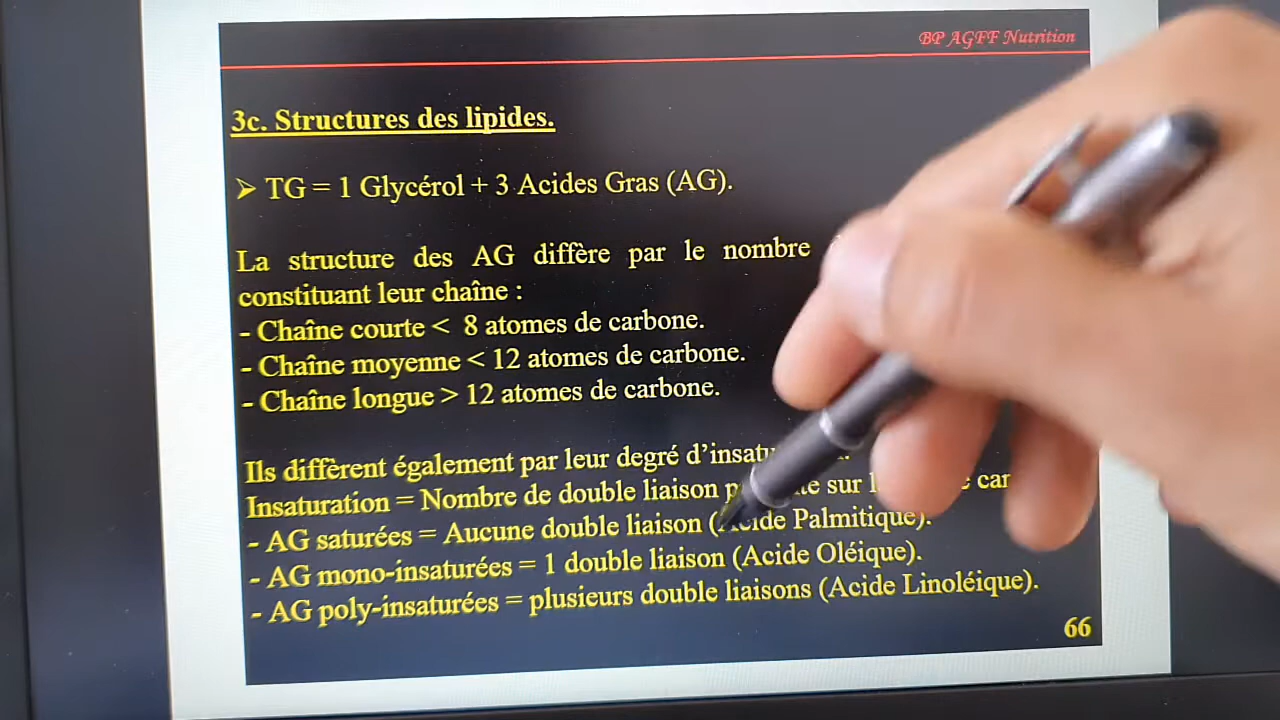 BP AGFF Nutrition
3c. Structures des lipides.
➢ TG = 1 Glycérol + 3 Acides Gras (AG).
La structure des AG diffère par le nombre
constituant leur chaîne :
- Chaîne courte < 8 atomes de carbone.
- Chaîne moyenne < 12 atomes de carbone.
- Chaîne longue > 12 atomes de carbone.
Ils diffèrent également par leur degré
Insaturation = Nombre de double liaison sur
- AG saturées = Aucune double liaison (Acide Palmitique).
- AG mono-insaturées = 1 double liaison (Acide Oléique).
- AG poly-insaturées = plusieurs double liaisons (Acide Linoléique).
66